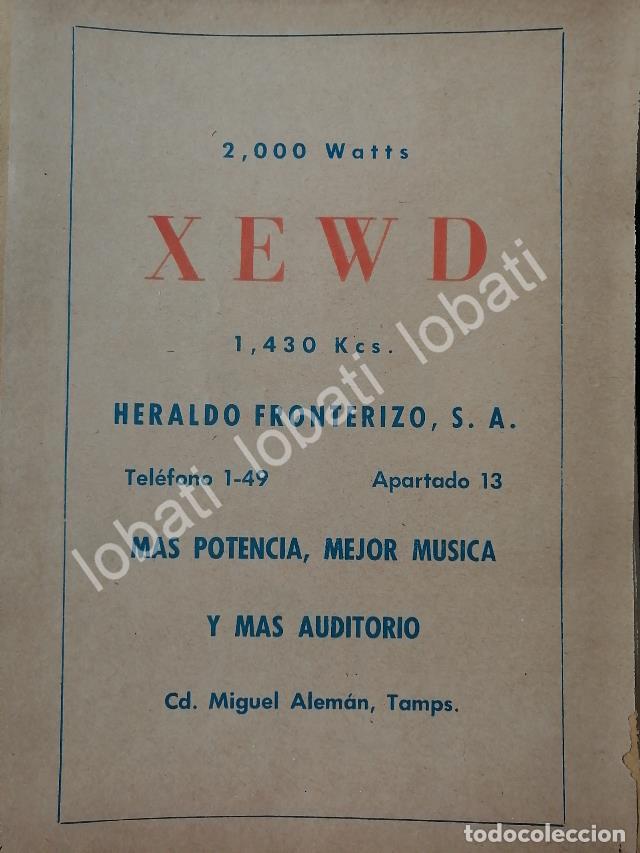 2,000 Watts
XEWD
1,430 Kcs.
HERALDO FRONTERIZO, S. A.
Teléfono 1-49 Apartado 13
MAS POTENCIA, MEJOR MUSICA
Y MAS AUDITORIO
Cd. Miguel Alemán, Tamps.
lobati lobati lobati lobati
todocoleccion